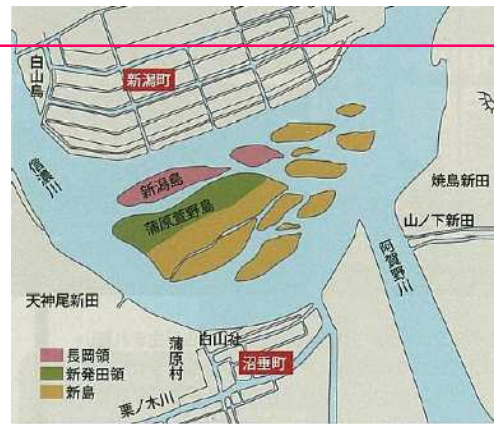 白山島
新潟町
信濃川
新潟島
蒲原萱野島
焼島新田
山ノ下新田
阿賀野川
天神尾新田
蒲原村
白山社
沼垂町
栗ノ木川
長岡領
新発田領
新島